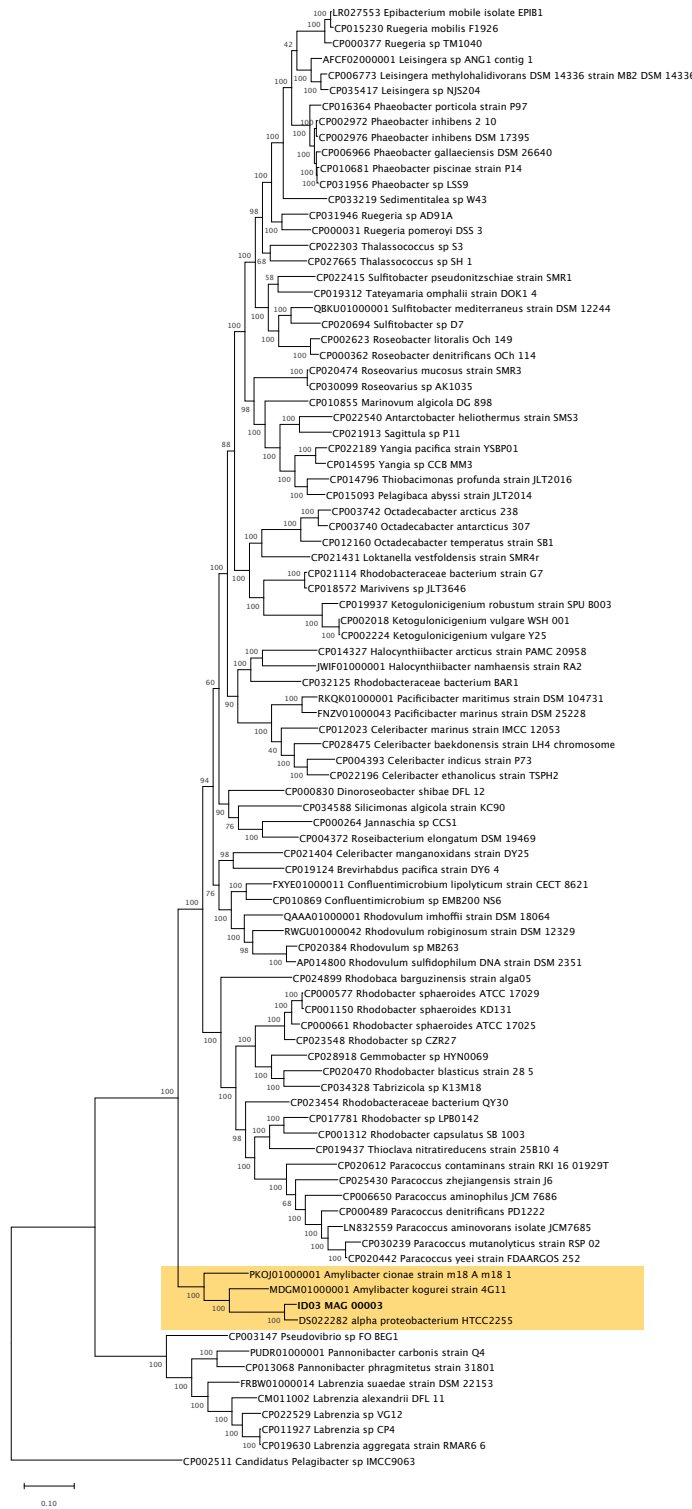 LR027553 Epibacterium mobile isolate EPIB1
CP015230 Ruegeria mobilis F1926
CP000377 Ruegeria sp TM1040
AFCF02000001 Leisingera sp ANG1 contig 1
CP006773 Leisingera methylohalidivorans DSM 14336 strain MB2 DSM 14336
CP035417 Leisingera sp NJS204
CP016364 Phaeobacter porticola strain P97
CP002972 Phaeobacter inhibens 2 10
CP002976 Phaeobacter inhibens DSM 17395
CP006966 Phaeobacter gallaeciensis DSM 26640
CP010681 Phaeobacter piscinae strain P14
CP031956 Phaeobacter sp LSS9
CP033219 Sedimentitalea sp W43
CP031946 Ruegeria sp AD91A
CP000031 Ruegeria pomeroyi DSS 3
CP022303 Thalassococcus sp S3
CP027665 Thalassococcus sp SH 1
CP022415 Sulfitobacter pseudonitzschiae strain SMR1
CP019312 Tateyamaria omphalii strain DOK1 4
QBKU01000001 Sulfitobacter mediterraneus strain DSM 12244
CP020694 Sulfitobacter sp D7
CP002623 Roseobacter litoralis Och 149
CP000362 Roseobacter denitrificans OCh 114
CP020474 Roseovarius mucosus strain SMR3
CP030099 Roseovarius sp AK1035
CP010855 Marinovum algicola DG 898
CP022540 Antarctobacter heliothermus strain SMS3
CP021913 Sagittula sp P11
CP022189 Yangia pacifica strain YSBP01
CP014595 Yangia sp CCB MM3
CP014796 Thiobacimonas profunda strain JLT2016
CP015093 Pelagibaca abyssi strain JLT2014
CP003742 Octadecabacter arcticus 238
CP003740 Octadecabacter antarcticus 307
CP012160 Octadecabacter temperatus strain SB1
CP021431 Loktanella vestfoldensis strain SMR4r
CP021114 Rhodobacteraceae bacterium strain G7
CP018572 Marivivens sp JLT3646
CP019937 Ketogulonicigenium robustum strain SPU B003
CP002018 Ketogulonicigenium vulgare WSH 001
CP002224 Ketogulonicigenium vulgare Y25
CP014327 Halocynthiibacter arcticus strain PAMC 20958
JWIF01000001 Halocynthiibacter namhaensis strain RA2
CP032125 Rhodobacteraceae bacterium BAR1
RKQK01000001 Pacificibacter maritimus strain DSM 104731
FNZV01000043 Pacificibacter marinus strain DSM 25228
CP012023 Celeribacter marinus strain IMCC 12053
CP028475 Celeribacter baekdonensis strain LH4 chromosome
CP004393 Celeribacter indicus strain P73
CP022196 Celeribacter ethanolicus strain TSPH2
CP000830 Dinoroseobacter shibae DFL 12
CP034588 Silicimonas algicola strain KC90
CP000264 Jannaschia sp CCS1
CP004372 Roseibacterium elongatum DSM 19469
CP021404 Celeribacter manganoxidans strain DY25
CP019124 Brevirhabdus pacifica strain DY6 4
FXYE01000011 Confluentimicrobium lipolyticum strain CECT 8621
CP010869 Confluentimicrobium sp EMB200 NS6
QAAA01000001 Rhodovulum imhoffii strain DSM 18064
RWGU01000042 Rhodovulum robiginosum strain DSM 12329
CP020384 Rhodovulum sp MB263
AP014800 Rhodovulum sulfidophilum DNA strain DSM 2351
CP024899 Rhodobaca barguzinensis strain alga05
CP000577 Rhodobacter sphaeroides ATCC 17029
CP001150 Rhodobacter sphaeroides KD131
CP000661 Rhodobacter sphaeroides ATCC 17025
CP023548 Rhodobacter sp CZR27
CP028918 Gemmobacter sp HYN0069
CP020470 Rhodobacter blasticus strain 28 5
CP034328 Tabrizicola sp K13M18
CP023454 Rhodobacteraceae bacterium QY30
CP017781 Rhodobacter sp LPB0142
CP001312 Rhodobacter capsulatus SB 1003
CP019437 Thioclava nitratireducens strain 25B10 4
CP020612 Paracoccus contaminans strain RKI 16 01929T
CP025430 Paracoccus zhejiangensis strain J6
CP006650 Paracoccus aminophilus JCM 7686
CP000489 Paracoccus denitrificans PD1222
LN832559 Paracoccus aminovorans isolate JCM7685
CP030239 Paracoccus mutanolyticus strain RSP 02
CP020442 Paracoccus yeei strain FDAARGOS 252
PKOJ01000001 Amylibacter cionae strain m18 A m18 1
MDGM01000001 Amylibacter kogurei strain 4G11
ID03 MAG 00003
DS022282 alpha proteobacterium HTCC2255
CP003147 Pseudovibrio sp FO BEG1
PUDR01000001 Pannonibacter carbonis strain Q4
CP013068 Pannonibacter phragmitetus strain 31801
FRBW01000014 Labrenzia suaedae strain DSM 22153
CM011002 Labrenzia alexandrii DFL 11
CP022529 Labrenzia sp VG12
CP011927 Labrenzia sp CP4
CP019630 Labrenzia aggregata strain RMAR6 6
CP002511 Candidatus Pelagibacter sp IMCC9063
0.10